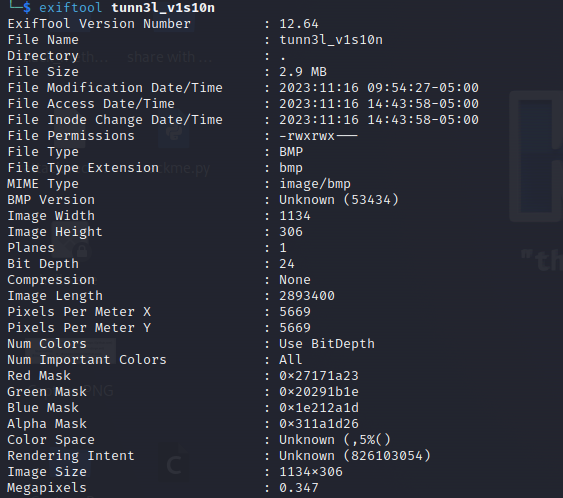 └─$ exiftool tunn3l_v1s10n
ExifTool Version Number : 12.64
File Name : tunn3l_v1s10n
Directory : .
File Size : 2.9 MB
File Modification Date/Time : 2023:11:16 09:54:27-05:00
File Access Date/Time : 2023:11:16 14:43:58-05:00
File Inode Change Date/Time : 2023:11:16 14:43:58-05:00
File Permissions : -rwxrwx---
File Type : BMP
File Type Extension : bmp
MIME Type : image/bmp
BMP Version : Unknown (53434)
Image Width : 1134
Image Height : 306
Planes : 1
Bit Depth : 24
Compression : None
Image Length : 2893400
Pixels Per Meter X : 5669
Pixels Per Meter Y : 5669
Num Colors : Use BitDepth
Num Important Colors : All
Red Mask : 0×27171a23
Green Mask : 0×20291b1e
Blue Mask : 0×1e212a1d
Alpha Mask : 0×311a1d26
Color Space : Unknown (,5%()
Rendering Intent : Unknown (826103054)
Image Size : 1134×306
Megapixels : 0.347
"th